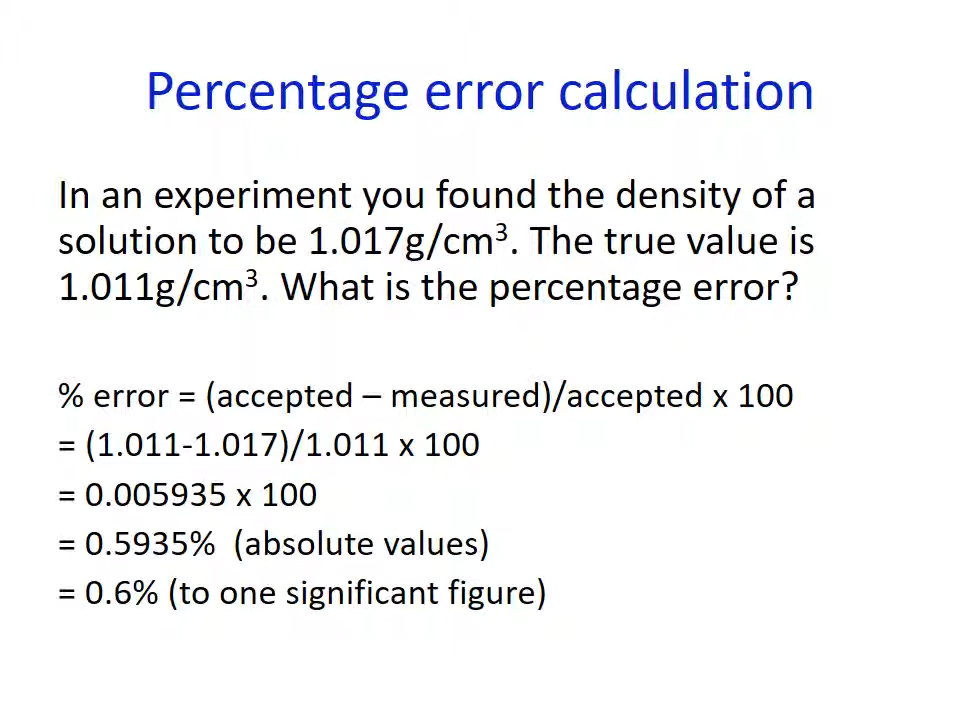 Percentage error calculation
In an experiment you found the density of a
solution to be 1.017g/cm³. The true value is
1.011g/cm³. What is the percentage error?
% error = (accepted – measured)/accepted x 100
= (1.011-1.017)/1.011 x 100
= 0.005935 x 100
= 0.5935% (absolute values)
= 0.6% (to one significant figure)